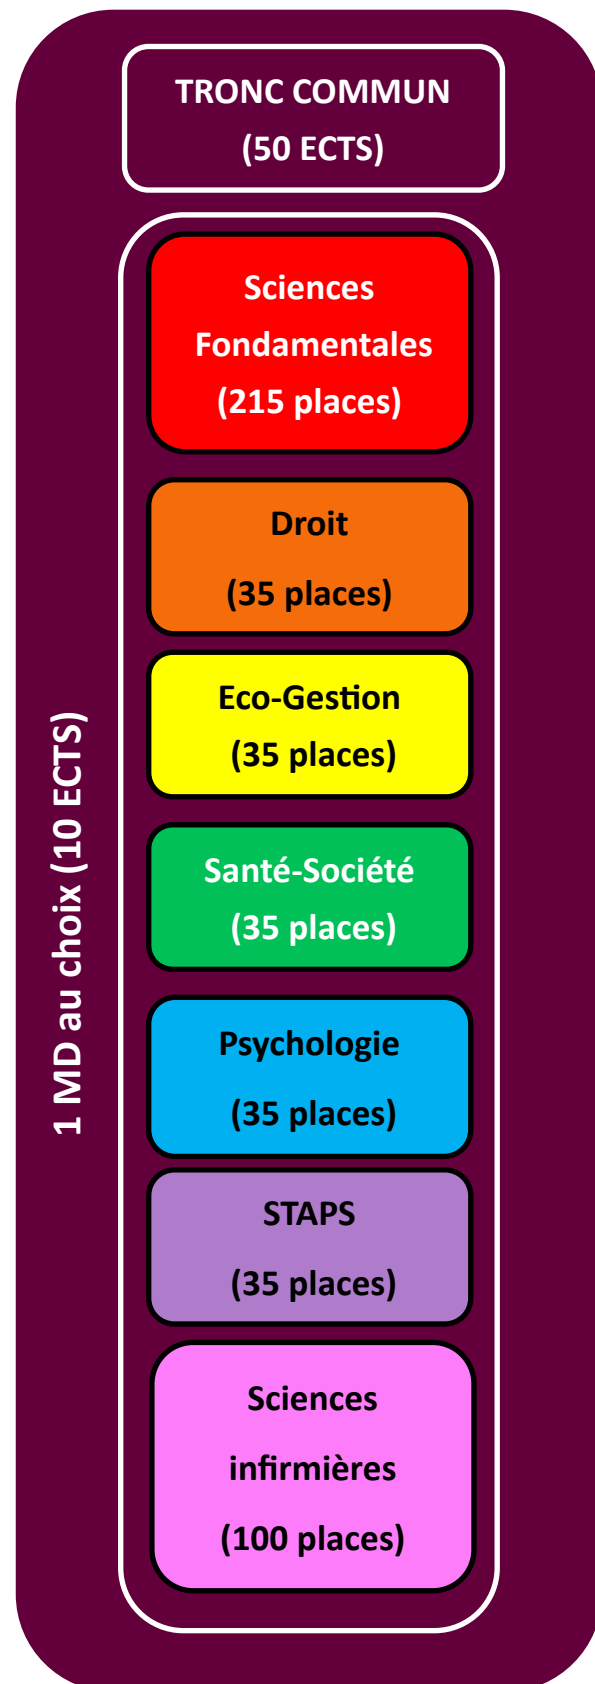 TRONC COMMUN
(50 ECTS)
1 MD au choix (10 ECTS)
Sciences
Fondamentales
(215 places)
Droit
(35 places)
Eco-Gestion
(35 places)
Santé-Société
(35 places)
Psychologie
(35 places)
STAPS
(35 places)
Sciences
infirmières
(100 places)